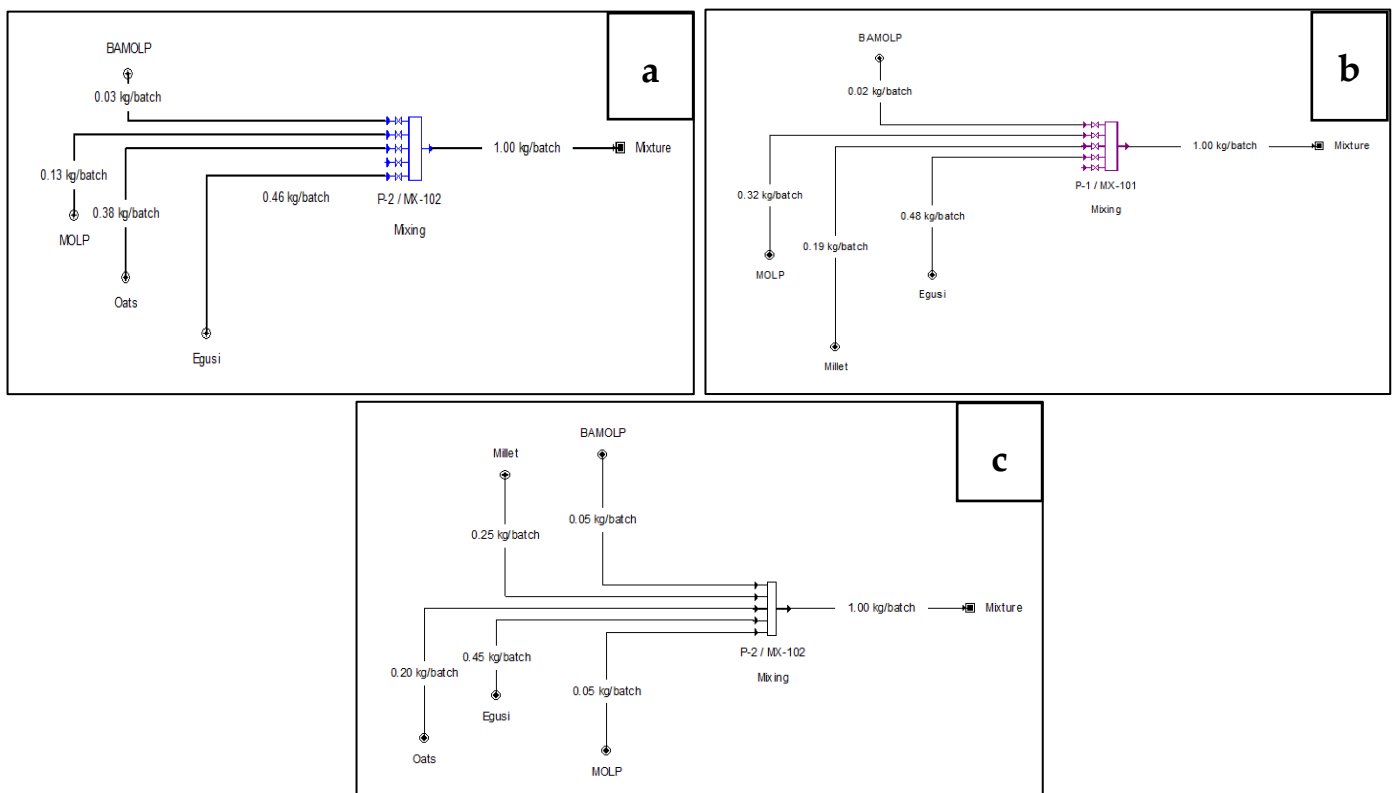 a
BAMOLP
0.03 kg/batch
1.00 kg/batch
Mixture
0.13 kg/batch
0.46 kg/batch
P-2 / MX-102
0.38 kg/batch
Mixing
MOLP
Oats
Egusi
b
BAMOLP
0.02 kg/batch
1.00 kg/batch
Mixture
P-1 / MX-101
0.32 kg/batch
Mixing
0.48 kg/batch
0.19 kg/batch
MOLP
Egusi
Millet
c
BAMOLP
Millet
0.05 kg/batch
0.25 kg/batch
1.00 kg/batch
Mixture
P-2 / MX-102
0.45 kg/batch
0.20 kg/batch
Mixing
0.05 kg/batch
Egusi
Oats
MOLP